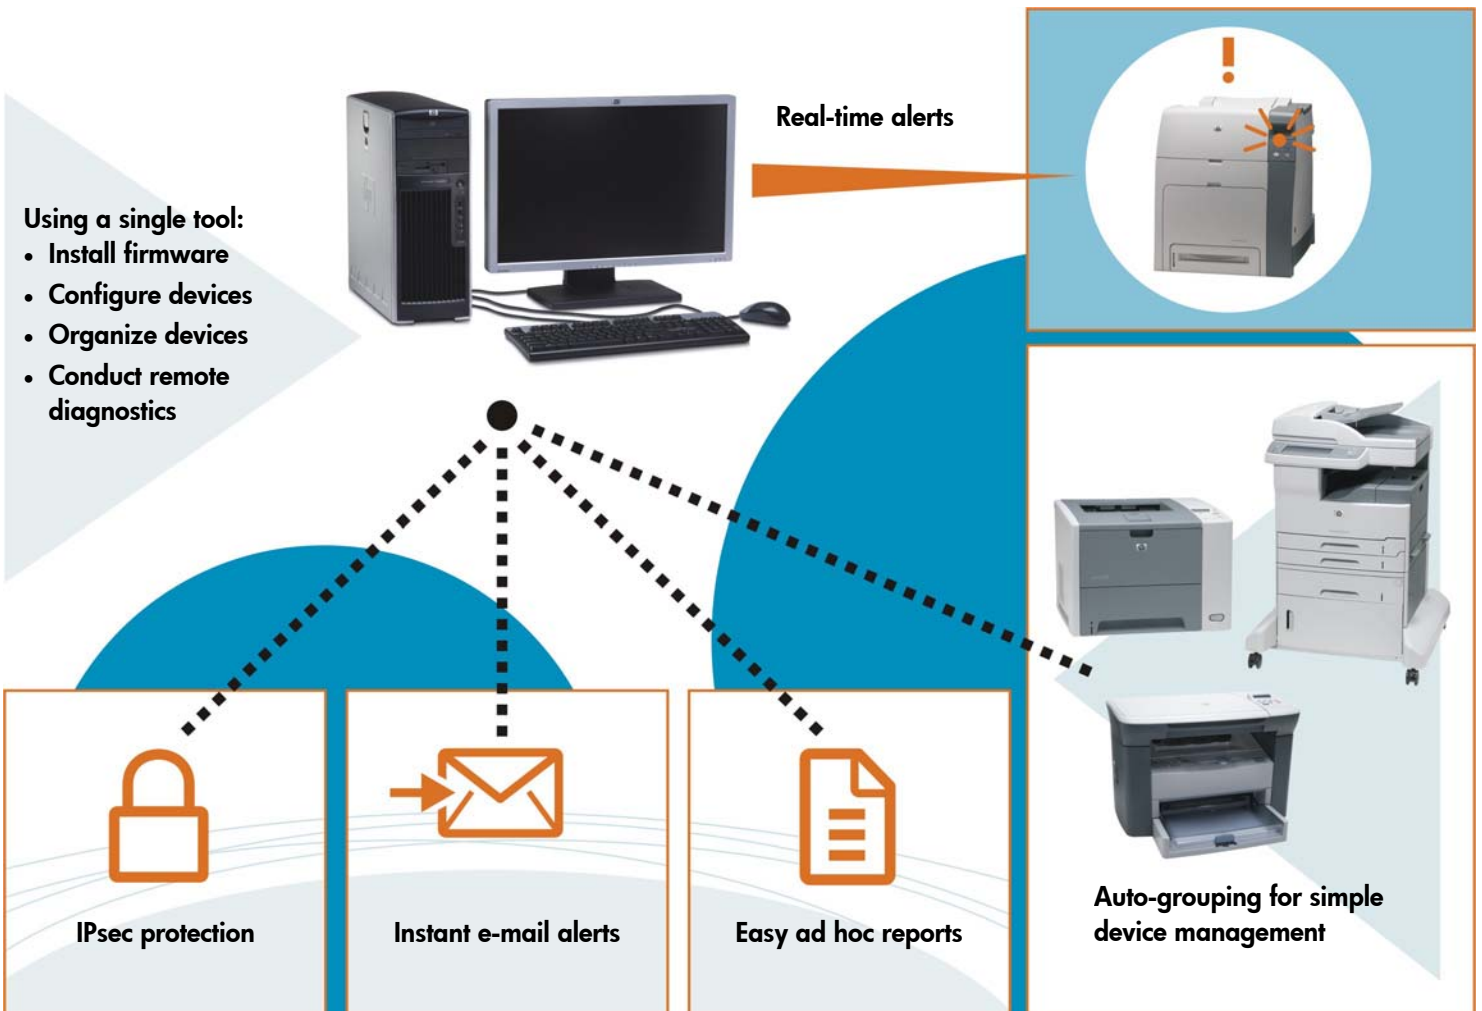 Real-time alerts
Using a single tool:
• Install firmware
• Configure devices
• Organize devices
• Conduct remote
diagnostics
IPsec protection
Instant e-mail alerts
Easy ad hoc reports
Auto-grouping for simple
device management